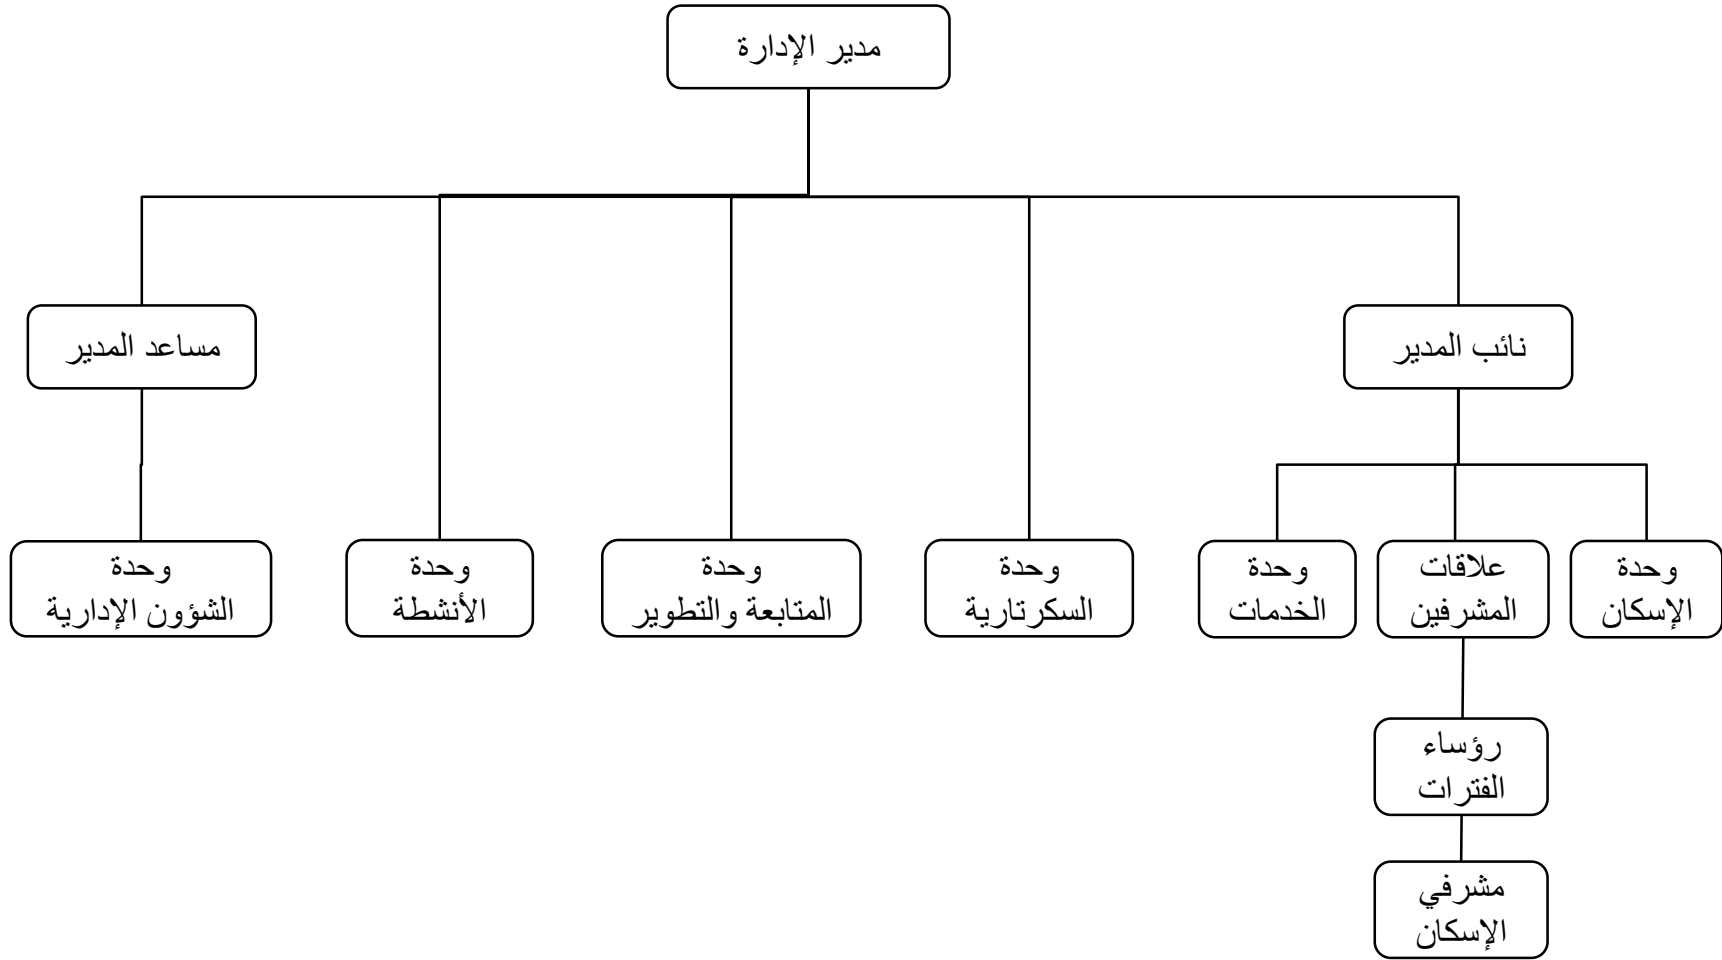 مدير الإدارة
نائب المدير
مساعد المدير
وحدة
الإسكان
علاقات
المشرفين
وحدة
الخدمات
وحدة
السكرتارية
وحدة
المتابعة والتطوير
وحدة
الأنشطة
وحدة
الشؤون الإدارية
رؤساء
الفترات
مشرفي
الإسكان